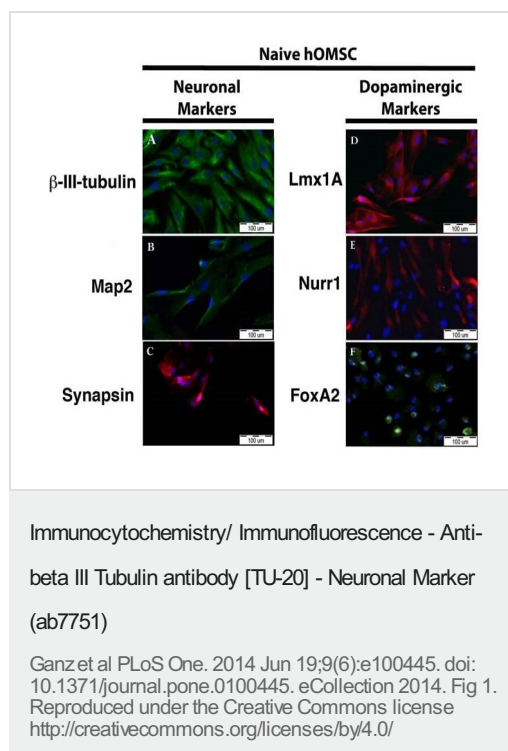 Naive hOMSC
Neuronal
Markers
Dopaminergic
Markers
β-III-tubulin
A
100 um
Lmx1A
D
100 um
Map2
B
100 um
Nurr1
E
100 um
Synapsin
C
100 um
FoxA2
F
100 um
Immunocytochemistry/ Immunofluorescence - Anti-
beta III Tubulin antibody [TU-20] - Neuronal Marker
(ab7751)
Ganz et al PLoS One. 2014 Jun 19;9(6):e100445. doi:
10.1371/journal.pone.0100445. eCollection 2014. Fig 1.
Reproduced under the Creative Commons license
http://creativecommons.org/licenses/by/4.0/